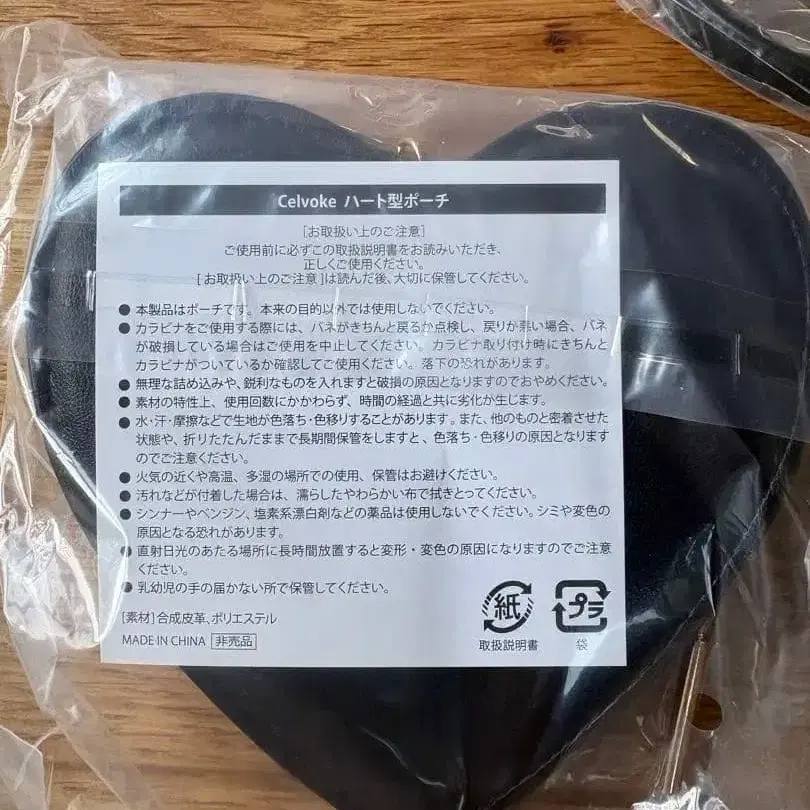 Celvoke ハート型ポーチ
[お取扱い上のご注意]
ご使用前に必ずこの取扱説明書をお読みいただき、
正しくご使用ください。
[お取扱い上のご注意]は読んだ後、大切に保管してください。
● 本製品はポーチです。本来の目的以外では使用しないでください。
● カラビナをご使用する際には、バネがきちんと戻るか点検し、戻りが悪い場合、バネ
が破損している場合はご使用を中止してください。カラビナ取り付け時にきちんと
カラビナがついているか確認してご使用ください。落下の恐れがあります。
● 無理な詰め込みや、鋭利なものを入れますと破損の原因となりますのでおやめください。
● 素材の特性上、使用回数にかかわらず、時間の経過と共に劣化が生じます。
● 水・汗・摩擦などで生地が色落ち・色移りすることがあります。また、他のものと密着させた
状態や、折りたたんだままで長期間保管をしますと、色落ち・色移りの原因となります
のでご注意ください。
● 火気の近くや高温、多湿の場所での使用、保管はお避けください。
● 汚れなどが付着した場合は、濡らしたやわらかい布で拭きとってください。
● シンナーやベンジン、塩素系漂白剤などの薬品は使用しないでください。シミや変色の
原因となる恐れがあります。
● 直射日光のあたる場所に長時間放置すると変形・変色の原因になりますのでご注意
ください。
● 乳幼児の手の届かない所で保管してください。
[素材]合成皮革、ポリエステル
MADE IN CHINA 非売品
紙 プラ
取扱説明書 袋